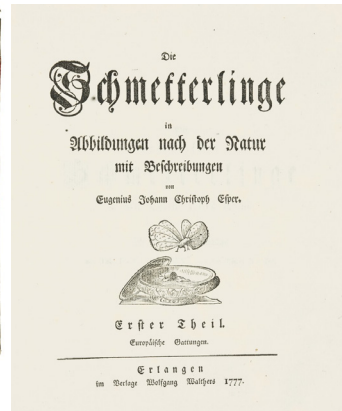 Die
Schmetterlinge
in
Abbildungen nach der Natur
mit Beschreibungen
von
Eugenius Johann Christoph Esper.
Erster Theil.
Europäische Gattungen.
Erlangen
im Verlage Wolfgang Walthers 1777.